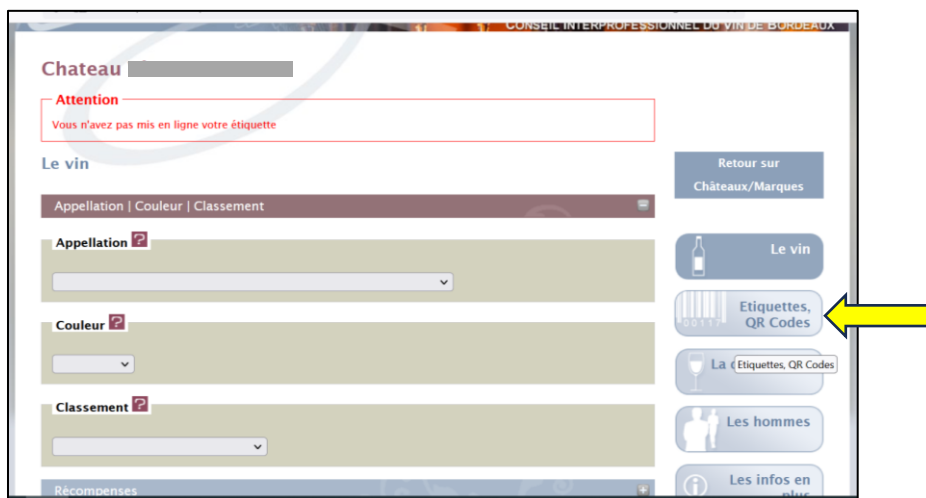 CONSEIL INTERPROFESSIONNEL DU VIN DE BORDEAUX
Chateau
Attention
Vous n'avez pas mis en ligne votre étiquette
Le vin
Retour sur
Châteaux/Marques
Appellation | Couleur | Classement
Appellation ?
Le vin
Etiquettes,
QR Codes
00117
Couleur ?
La
Etiquettes, QR Codes
Classement ?
Les hommes
Les infos en
plus
Récompenses